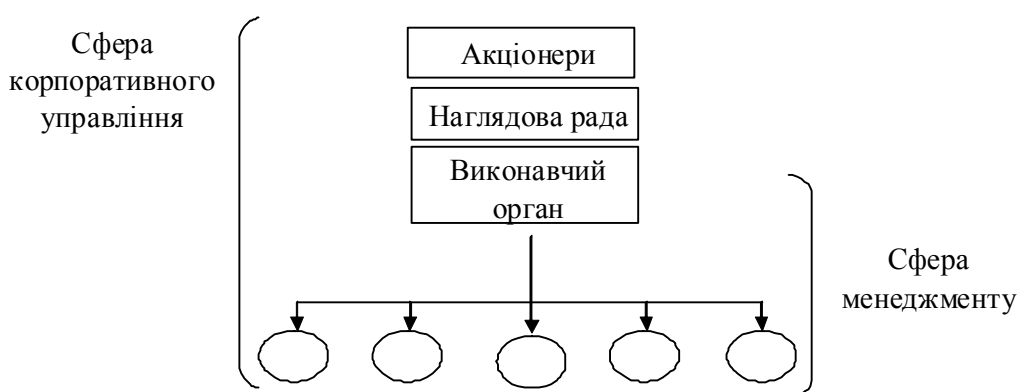 Сфера
корпоративного
управління
Акціонери
Наглядова рада
Виконавчий
орган
Сфера
менеджменту